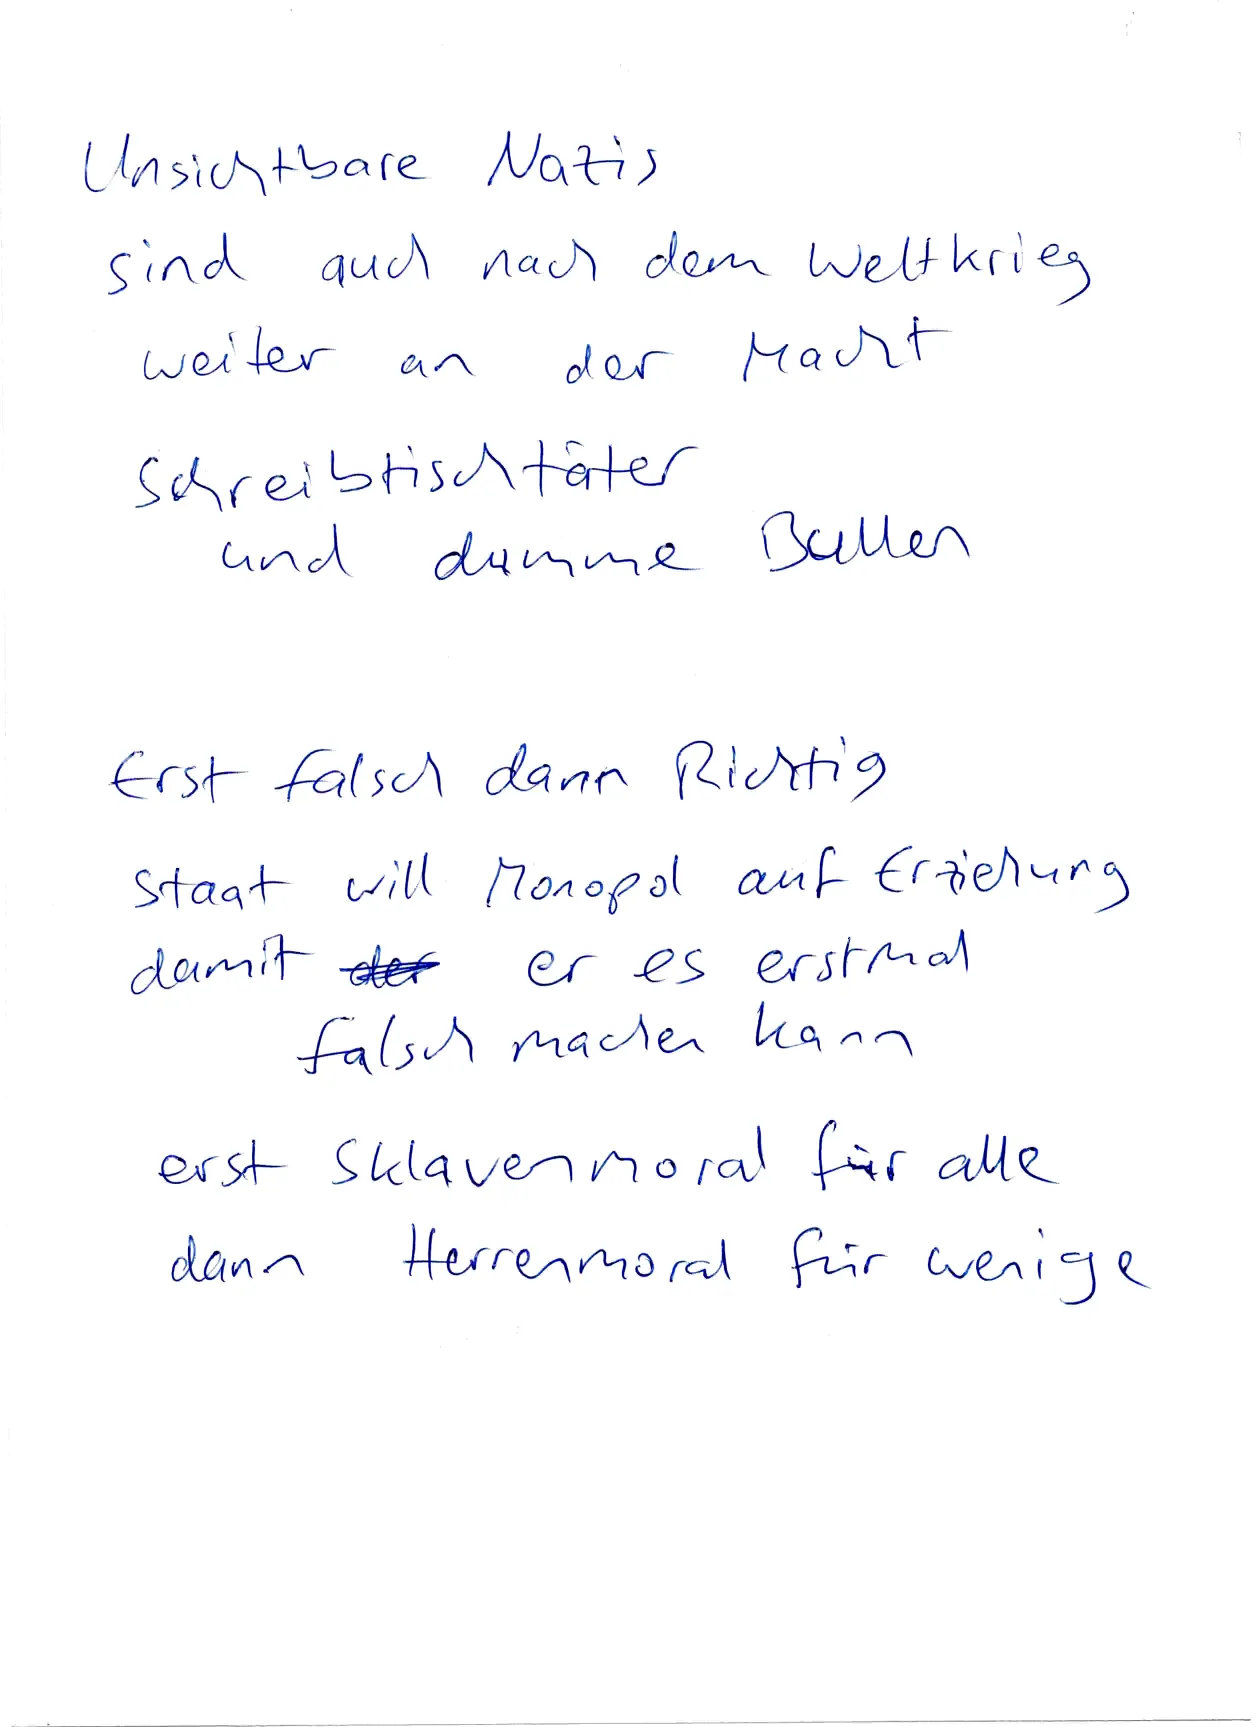 Unsichtbare Nazis
sind auch nach dem Weltkrieg
weiter an der Macht
Schreibtischtäter
und dumme Bullen
Erst falsch dann Richtig
Staat will Monopol auf Erziehung
damit der er es erstmal
falsch machen kann
erst Sklavenmoral für alle
dann Herrenmoral für wenige